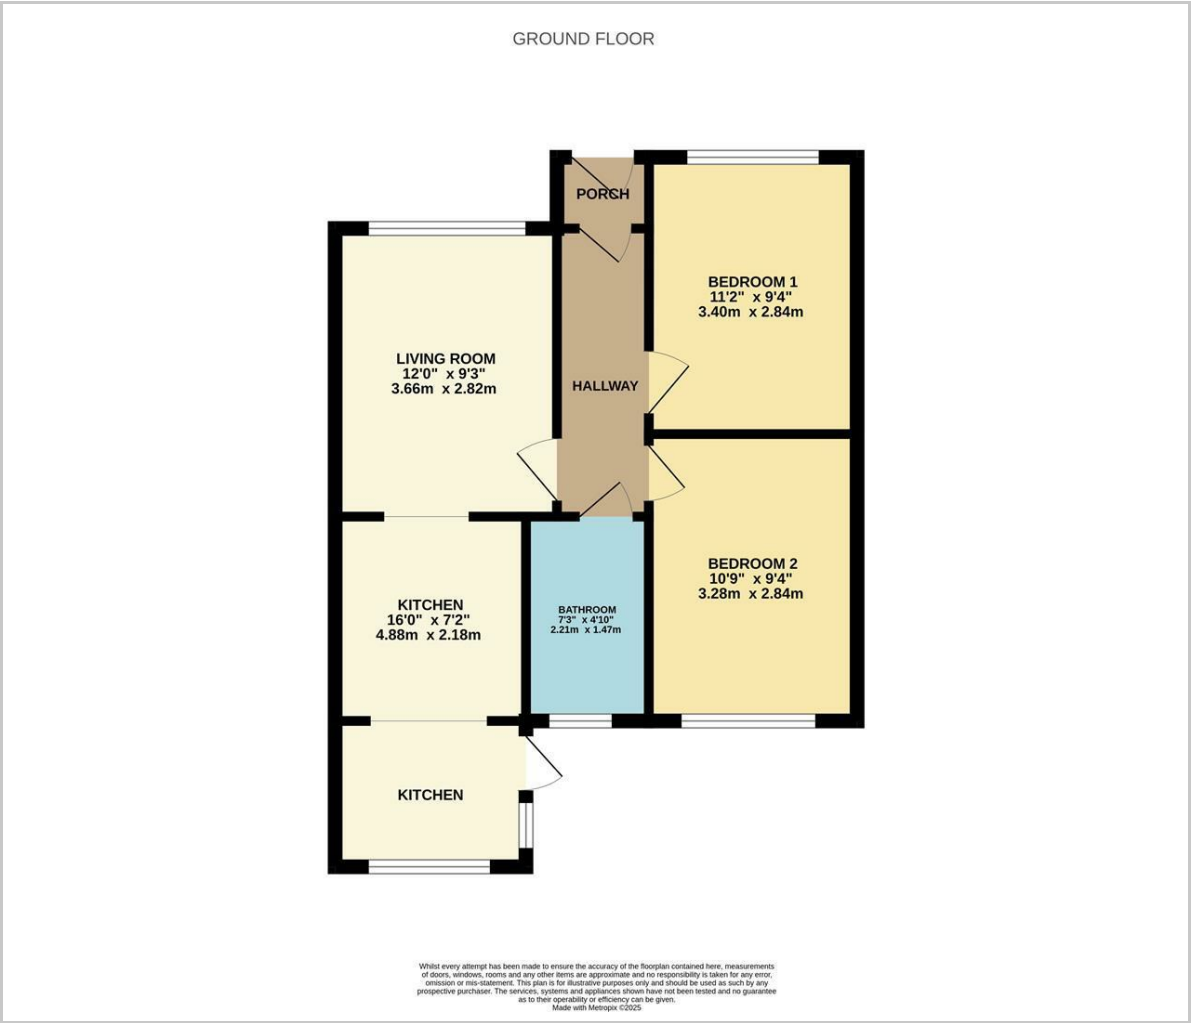 GROUND FLOOR
PORCH
BEDROOM 1
11'2" x 9'4"
3.40m x 2.84m
LIVING ROOM
12'0" x 9'3"
3.66m x 2.82m
HALLWAY
BEDROOM 2
10'9" x 9'4"
3.28m x 2.84m
KITCHEN
16'0" x 7'2"
4.88m x 2.18m
BATHROOM
7'3" x 4'10"
2.21m x 1.47m
KITCHEN
Whilst every attempt has been made to ensure the accuracy of the floorplan contained here, measurements
of doors, windows, rooms and any other items are approximate and no responsibility is taken for any error,
omission or mis-statement. This plan is for illustrative purposes only and should be used as such by any
prospective purchaser. The services, systems and appliances shown have not been tested and no guarantee
as to their operability or efficiency can be given.
Made with Metropix ©2025